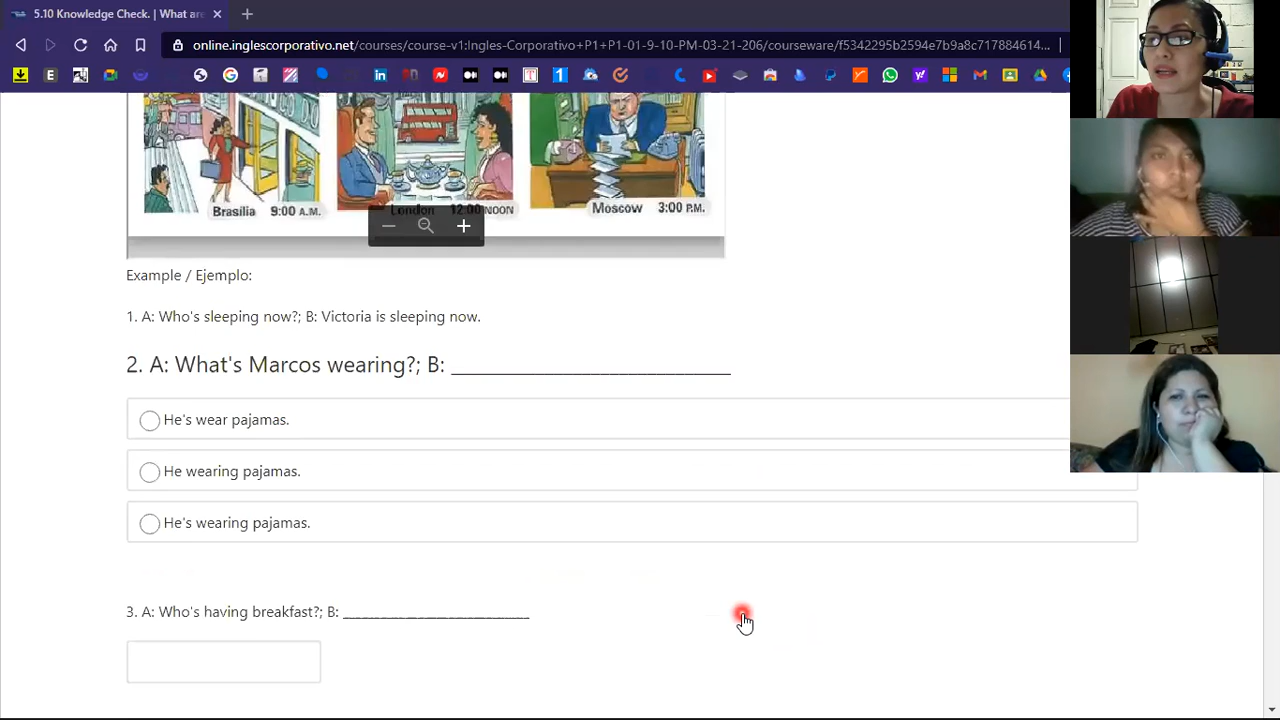 5.10 Knowledge Check. | What are
online.inglescorporativo.net/courses/course-v1:Ingles-Corporativo+P1+P1-01-9-10-PM-03-21-206/courseware/f5342295b2594e7b9a8c717884614...
Brasilia 9:00 A.M.
London 12:00 NOON
Moscow 3:00 P.M.
Example / Ejemplo:
1. A: Who's sleeping now?; B: Victoria is sleeping now.
2. A: What's Marcos wearing?; B: ________________________
He's wear pajamas.
He wearing pajamas.
He's wearing pajamas.
3. A: Who's having breakfast?; B: ________________________